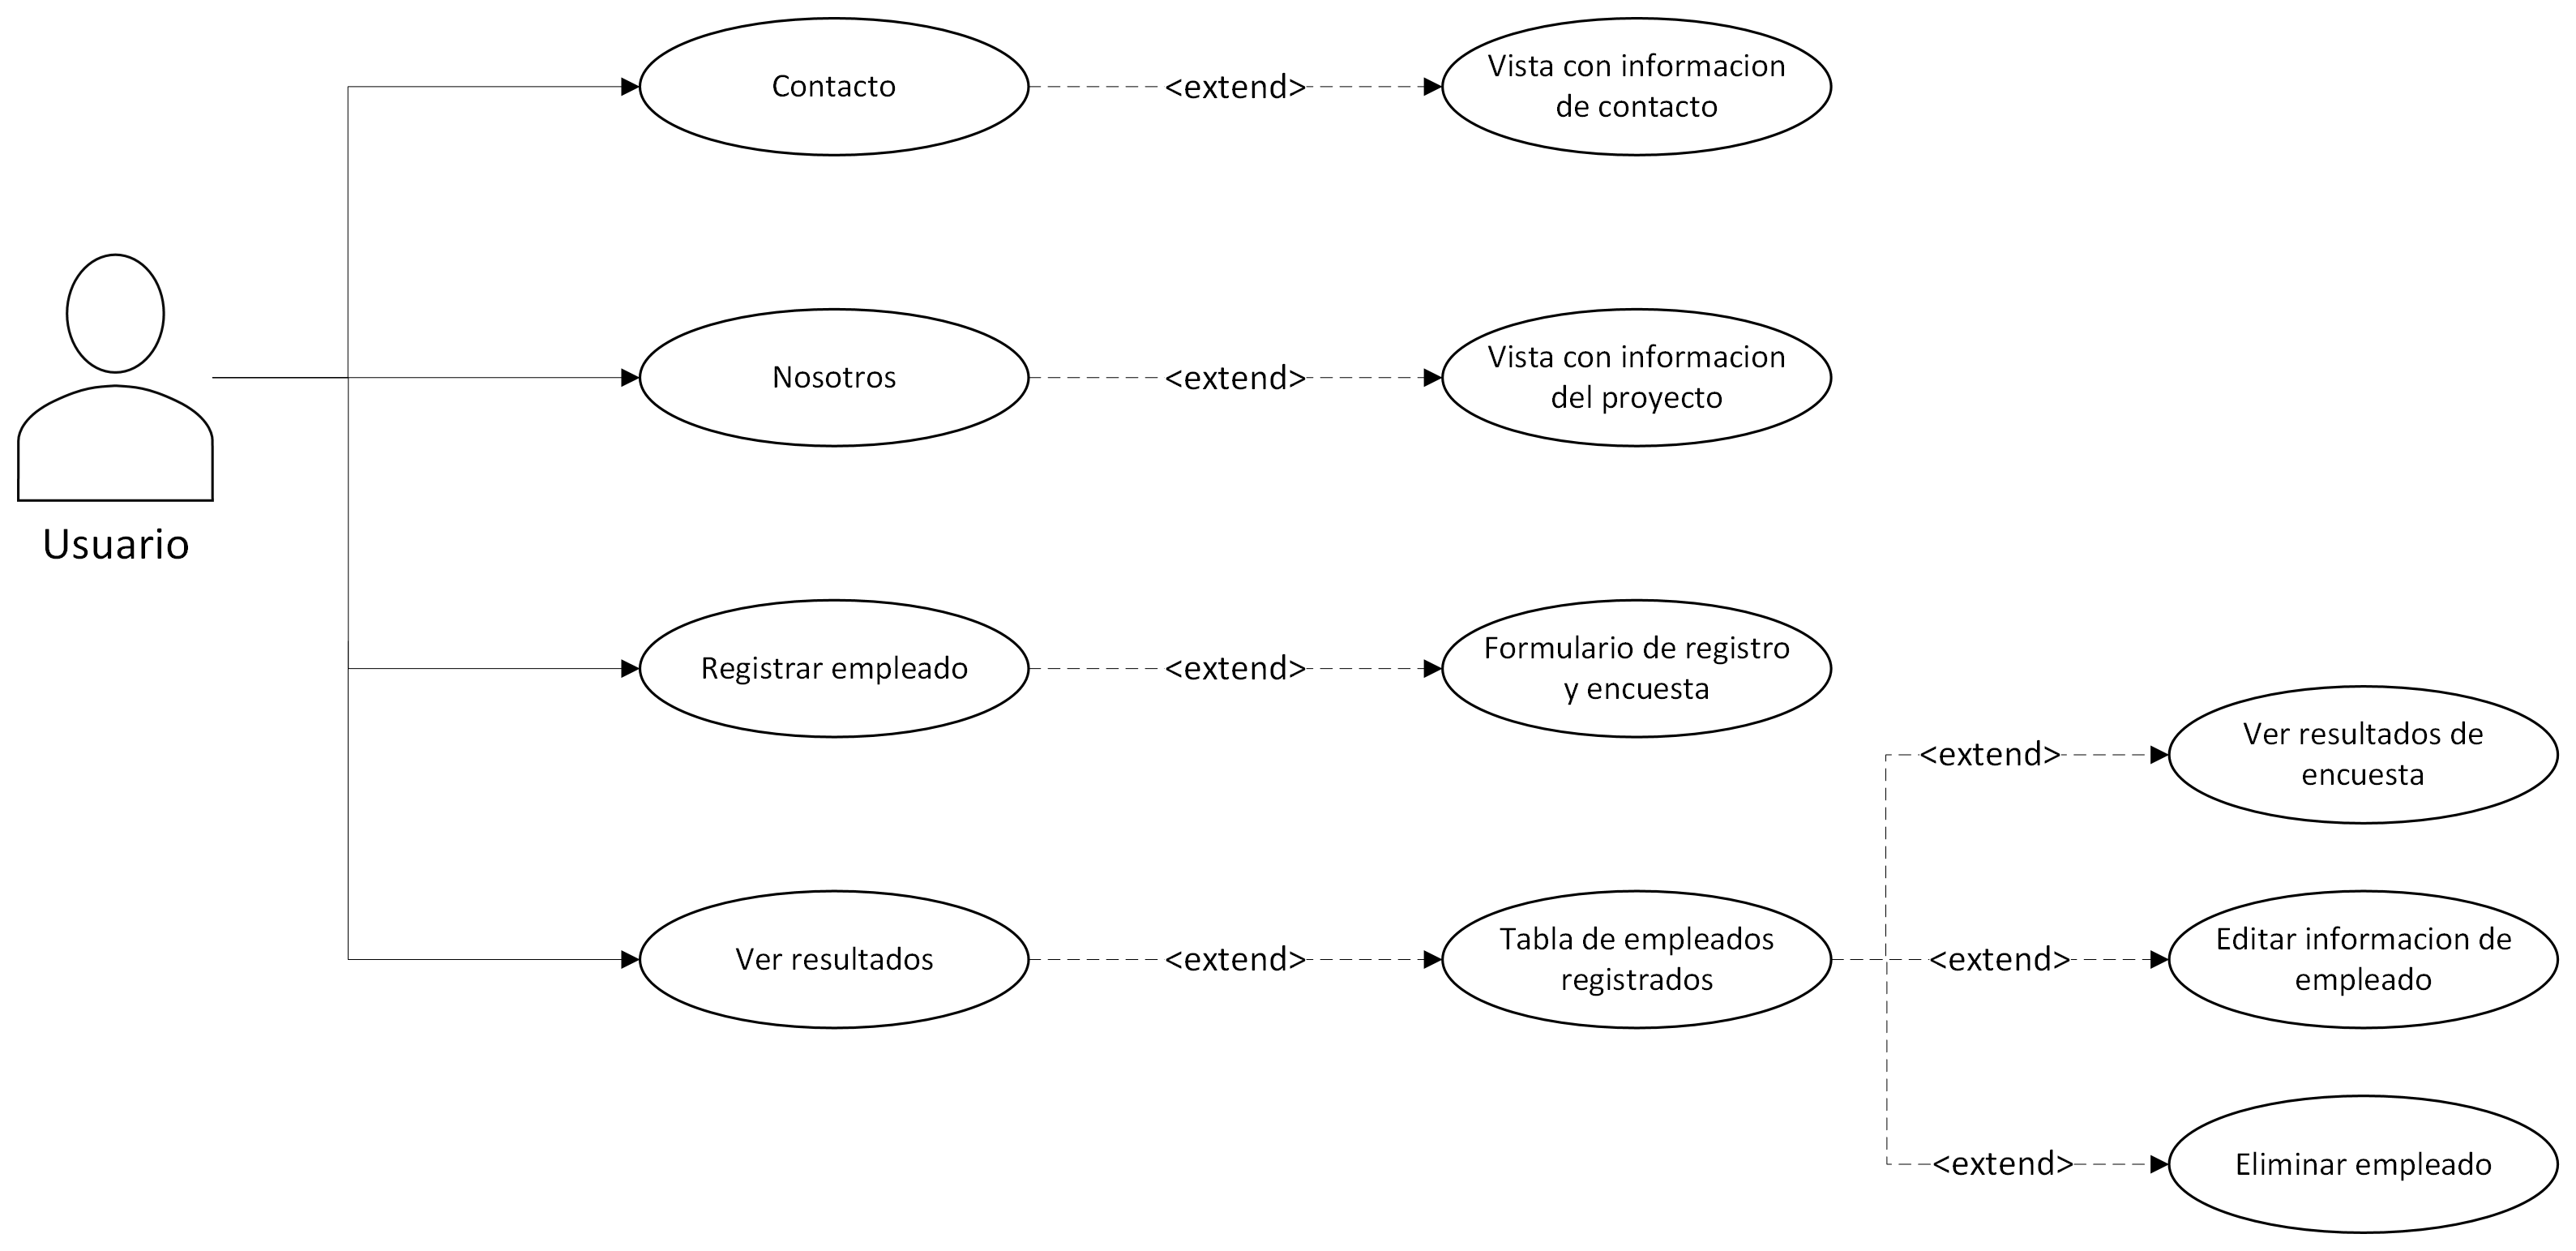 Contacto
<extend>
Vista con informacion
de contacto
Usuario
Nosotros
<extend>
Vista con informacion
del proyecto
Registrar empleado
<extend>
Formulario de registro
y encuesta
Ver resultados
<extend>
Tabla de empleados
registrados
<extend>
Ver resultados de
encuesta
<extend>
Editar informacion de
empleado
<extend>
Eliminar empleado